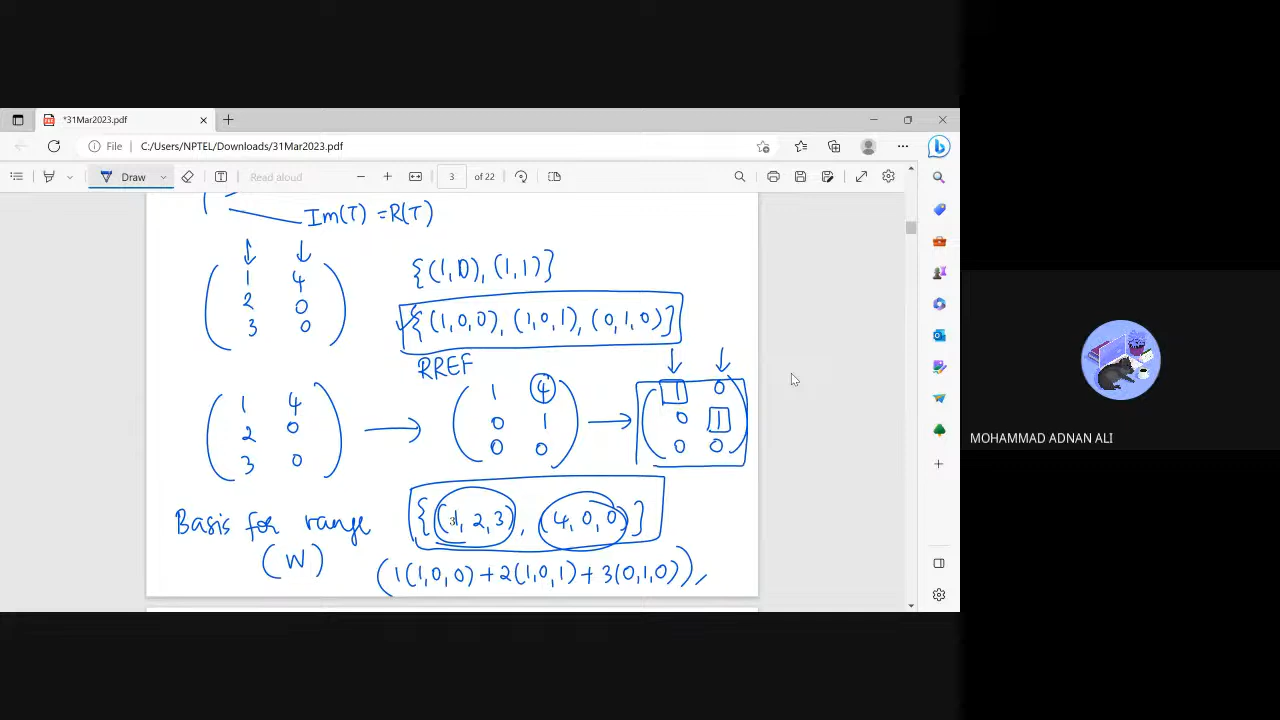 *31Mar2023.pdf
File C:/Users/NPTEL/Downloads/31Mar2023.pdf
Draw Read aloud 3 of 22
Im(T) = R(T)
1 4
2 0
3 0
{(1,0), (1,1)}
{(1,0,0), (1,0,1), (0,1,0)}
RREF
1 4
2 0
3 0
1 4
0 1
0 0
1 0
0 1
0 0
Basis for range
(W)
{(1,2,3), (4,0,0)}
(1(1,0,0) + 2(1,0,1) + 3(0,1,0)),
MOHAMMAD ADNAN ALI